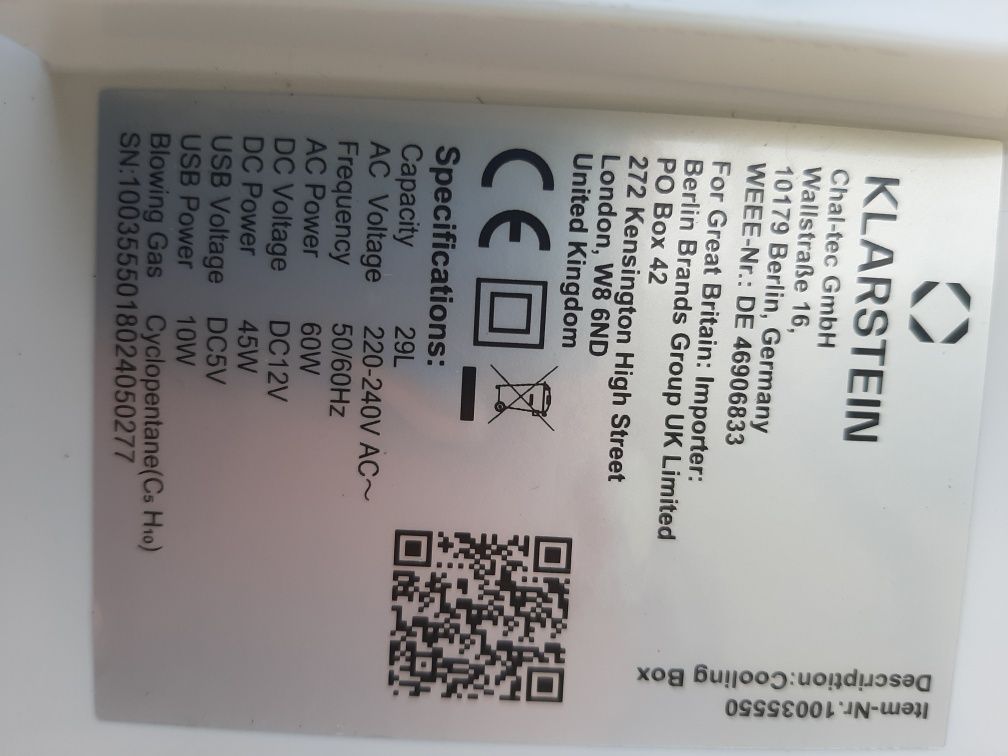 KLARSTEIN
Chal-tec GmbH
Wallstraße 16,
10179 Berlin, Germany
WEEE-Nr.: DE 46906833
For Great Britain: Importer:
Berlin Brands Group UK Limited
PO Box 42
272 Kensington High Street
London, W8 6ND
United Kingdom
CE
Specifications:
Capacity 29L
AC Voltage 220-240V AC~
Frequency 50/60Hz
AC Power 60W
DC Voltage DC12V
DC Power 45W
USB Voltage DC5V
USB Power 10W
Blowing Gas Cyclopentane(C₅ H₁₀)
SN:1003555018024050277
Item-Nr.10035550
Description:Cooling Box